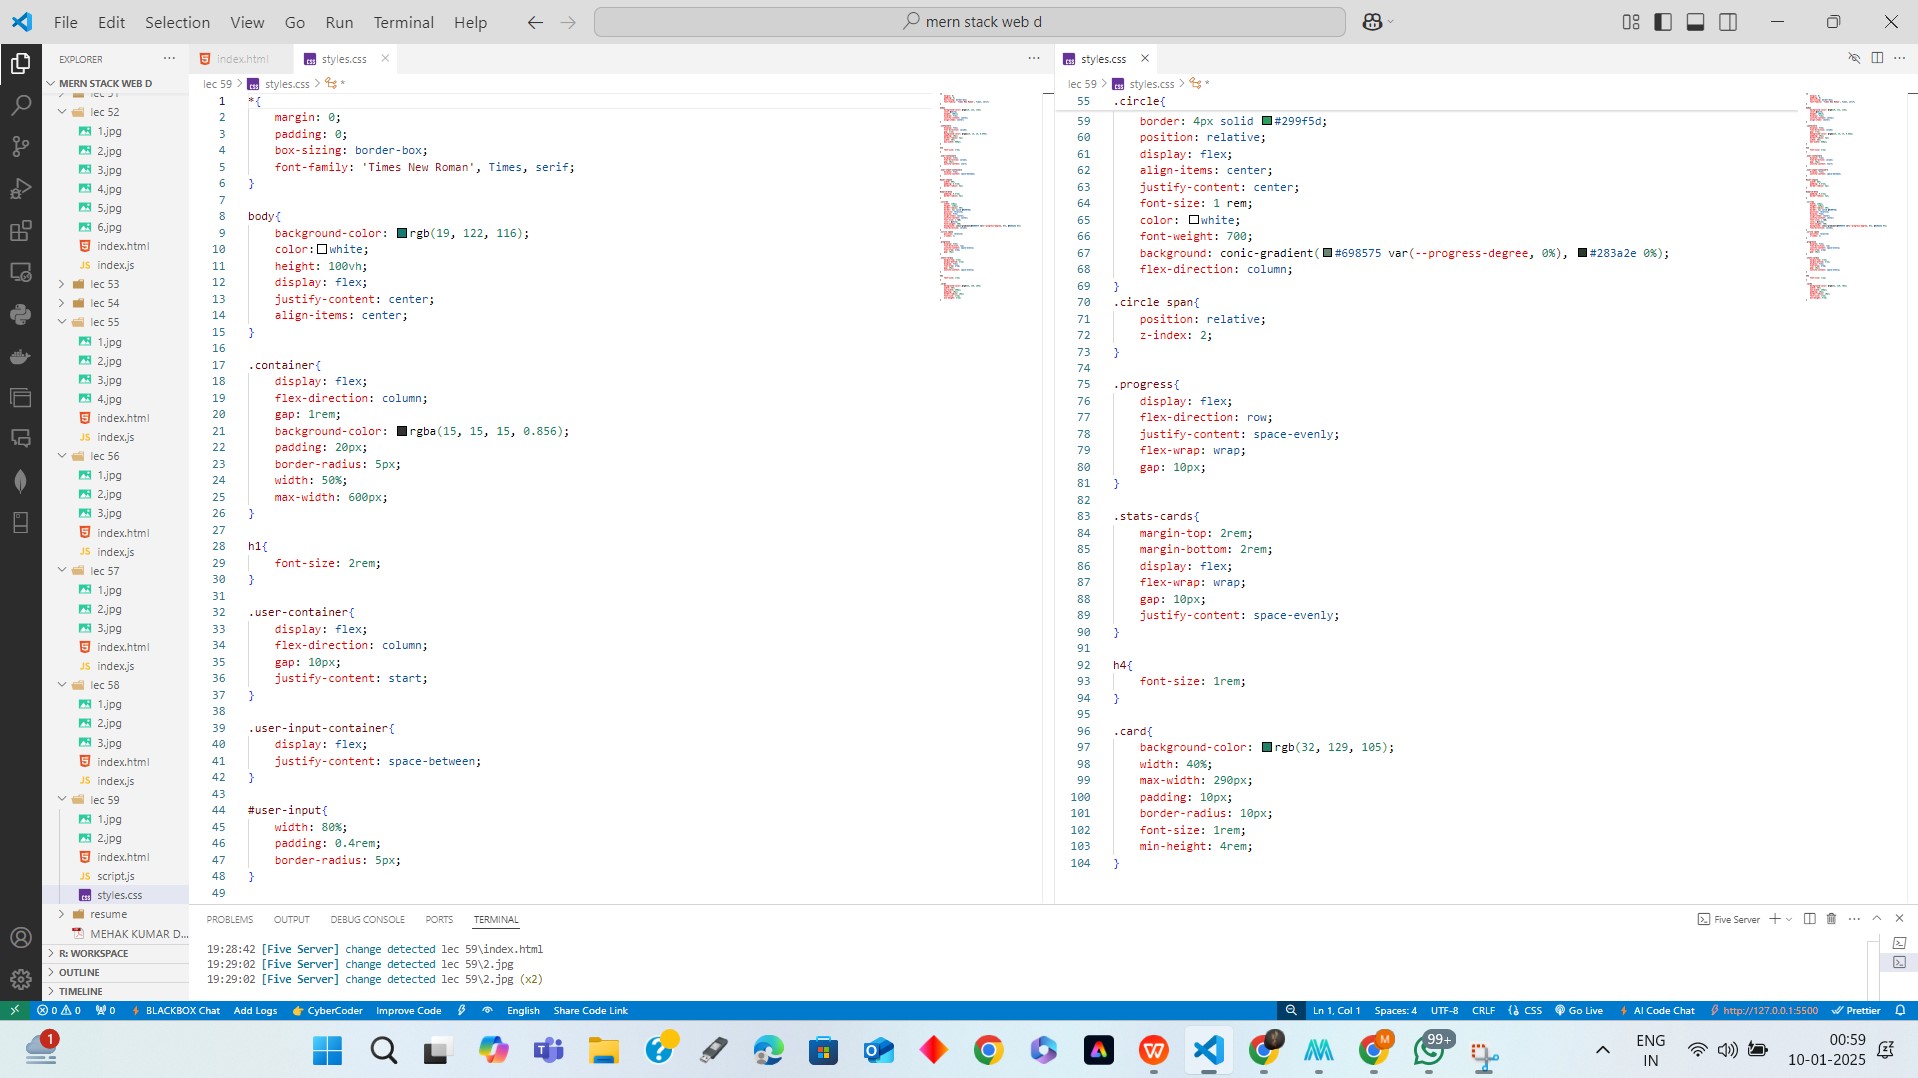 File Edit Selection View Go Run Terminal Help
mern stack web d
EXPLORER
MERN STACK WEB D
lec 52
1.jpg
2.jpg
3.jpg
4.jpg
5.jpg
6.jpg
index.html
JS index.js
lec 53
lec 54
lec 55
1.jpg
2.jpg
3.jpg
4.jpg
index.html
JS index.js
lec 56
1.jpg
2.jpg
3.jpg
index.html
JS index.js
lec 57
1.jpg
2.jpg
3.jpg
index.html
JS index.js
lec 58
1.jpg
2.jpg
3.jpg
index.html
JS index.js
lec 59
1.jpg
2.jpg
index.html
JS script.js
styles.css
resume
MEHAK KUMAR D...
R: WORKSPACE
OUTLINE
TIMELINE
index.html styles.css
lec 59 > styles.css > *
1 *{
2 margin: 0;
3 padding: 0;
4 box-sizing: border-box;
5 font-family: 'Times New Roman', Times, serif;
6 }
7
8 body{
9 background-color: rgb(19, 122, 116);
10 color: white;
11 height: 100vh;
12 display: flex;
13 justify-content: center;
14 align-items: center;
15 }
16
17 .container{
18 display: flex;
19 flex-direction: column;
20 gap: 1rem;
21 background-color: rgba(15, 15, 15, 0.856);
22 padding: 20px;
23 border-radius: 5px;
24 width: 50%;
25 max-width: 600px;
26 }
27
28 h1{
29 font-size: 2rem;
30 }
31
32 .user-container{
33 display: flex;
34 flex-direction: column;
35 gap: 10px;
36 justify-content: start;
37 }
38
39 .user-input-container{
40 display: flex;
41 justify-content: space-between;
42 }
43
44 #user-input{
45 width: 80%;
46 padding: 0.4rem;
47 border-radius: 5px;
48 }
49
styles.css
lec 59 > styles.css > *
55 .circle{
59 border: 4px solid #299f5d;
60 position: relative;
61 display: flex;
62 align-items: center;
63 justify-content: center;
64 font-size: 1 rem;
65 color: white;
66 font-weight: 700;
67 background: conic-gradient( #698575 var(--progress-degree, 0%), #283a2e 0%);
68 flex-direction: column;
69 }
70 .circle span{
71 position: relative;
72 z-index: 2;
73 }
74
75 .progress{
76 display: flex;
77 flex-direction: row;
78 justify-content: space-evenly;
79 flex-wrap: wrap;
80 gap: 10px;
81 }
82
83 .stats-cards{
84 margin-top: 2rem;
85 margin-bottom: 2rem;
86 display: flex;
87 flex-wrap: wrap;
88 gap: 10px;
89 justify-content: space-evenly;
90 }
91
92 h4{
93 font-size: 1rem;
94 }
95
96 .card{
97 background-color: rgb(32, 129, 105);
98 width: 40%;
99 max-width: 290px;
100 padding: 10px;
101 border-radius: 10px;
102 font-size: 1rem;
103 min-height: 4rem;
104 }
PROBLEMS OUTPUT DEBUG CONSOLE PORTS TERMINAL
Five Server
19:28:42 [Five Server] change detected lec 59\index.html
19:29:02 [Five Server] change detected lec 59\2.jpg
19:29:02 [Five Server] change detected lec 59\2.jpg (x2)
0 0 0 BLACKBOX Chat Add Logs CyberCoder Improve Code English Share Code Link
Ln 1, Col 1 Spaces: 4 UTF-8 CRLF CSS Go Live AI Code Chat http://127.0.0.1:5500 Prettier
1
99+
ENG
IN
00:59
10-01-2025